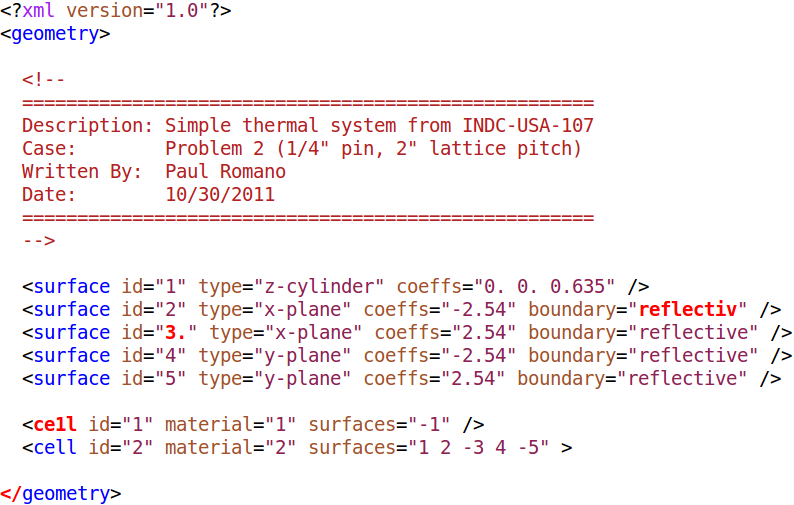 <?xml version="1.0"?>
<geometry>
<!--
====================================================
Description: Simple thermal system from INDC-USA-107
Case:        Problem 2 (1/4" pin, 2" lattice pitch)
Written By:  Paul Romano
Date:        10/30/2011
====================================================
-->
<surface id="1" type="z-cylinder" coeffs="0. 0. 0.635" />
<surface id="2" type="x-plane" coeffs="-2.54" boundary="reflectiv" />
<surface id="3." type="x-plane" coeffs="2.54" boundary="reflective" />
<surface id="4" type="y-plane" coeffs="-2.54" boundary="reflective" />
<surface id="5" type="y-plane" coeffs="2.54" boundary="reflective" />
<ce1l id="1" material="1" surfaces="-1" />
<cell id="2" material="2" surfaces="1 2 -3 4 -5" >
</geometry>